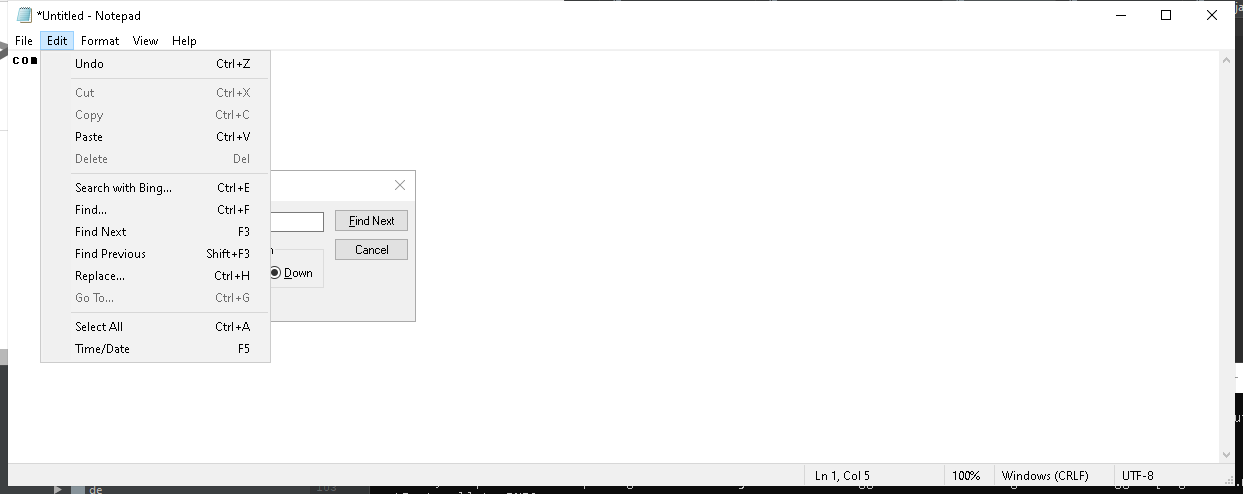 *Untitled - Notepad
File Edit Format View Help
com
Undo Ctrl+Z
Cut Ctrl+X
Copy Ctrl+C
Paste Ctrl+V
Delete Del
Search with Bing... Ctrl+E
Find... Ctrl+F
Find Next F3
Find Previous Shift+F3
Replace... Ctrl+H
Go To... Ctrl+G
Select All Ctrl+A
Time/Date F5
Find Next
Cancel
Down
Ln 1, Col 5 100% Windows (CRLF) UTF-8
de